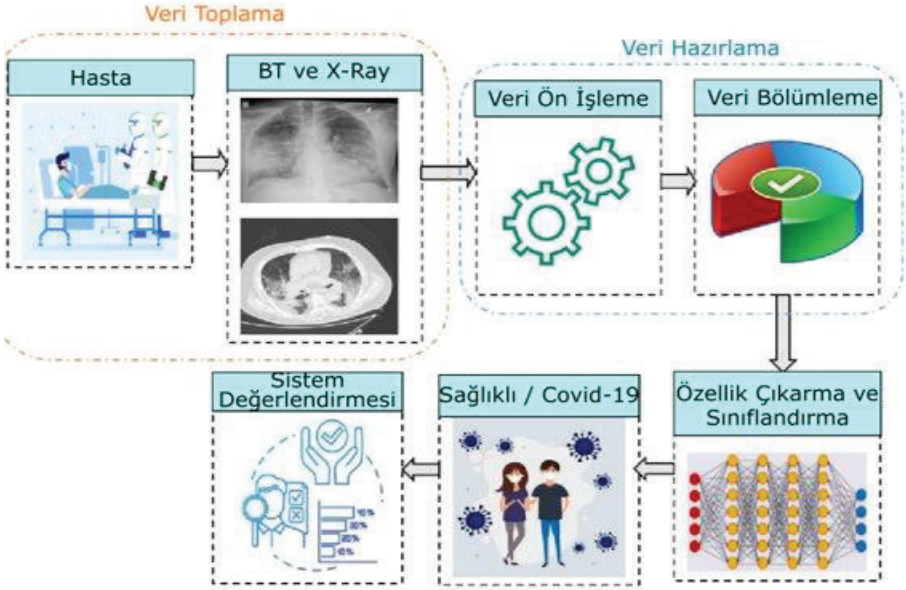 Veri Toplama
Veri Hazırlama
Hasta
BT ve X-Ray
Veri Ön İşleme
Veri Bölümleme
Sistem
Değerlendirmesi
Sağlıklı / Covid-19
Özellik Çıkarma ve
Sınıflandırma